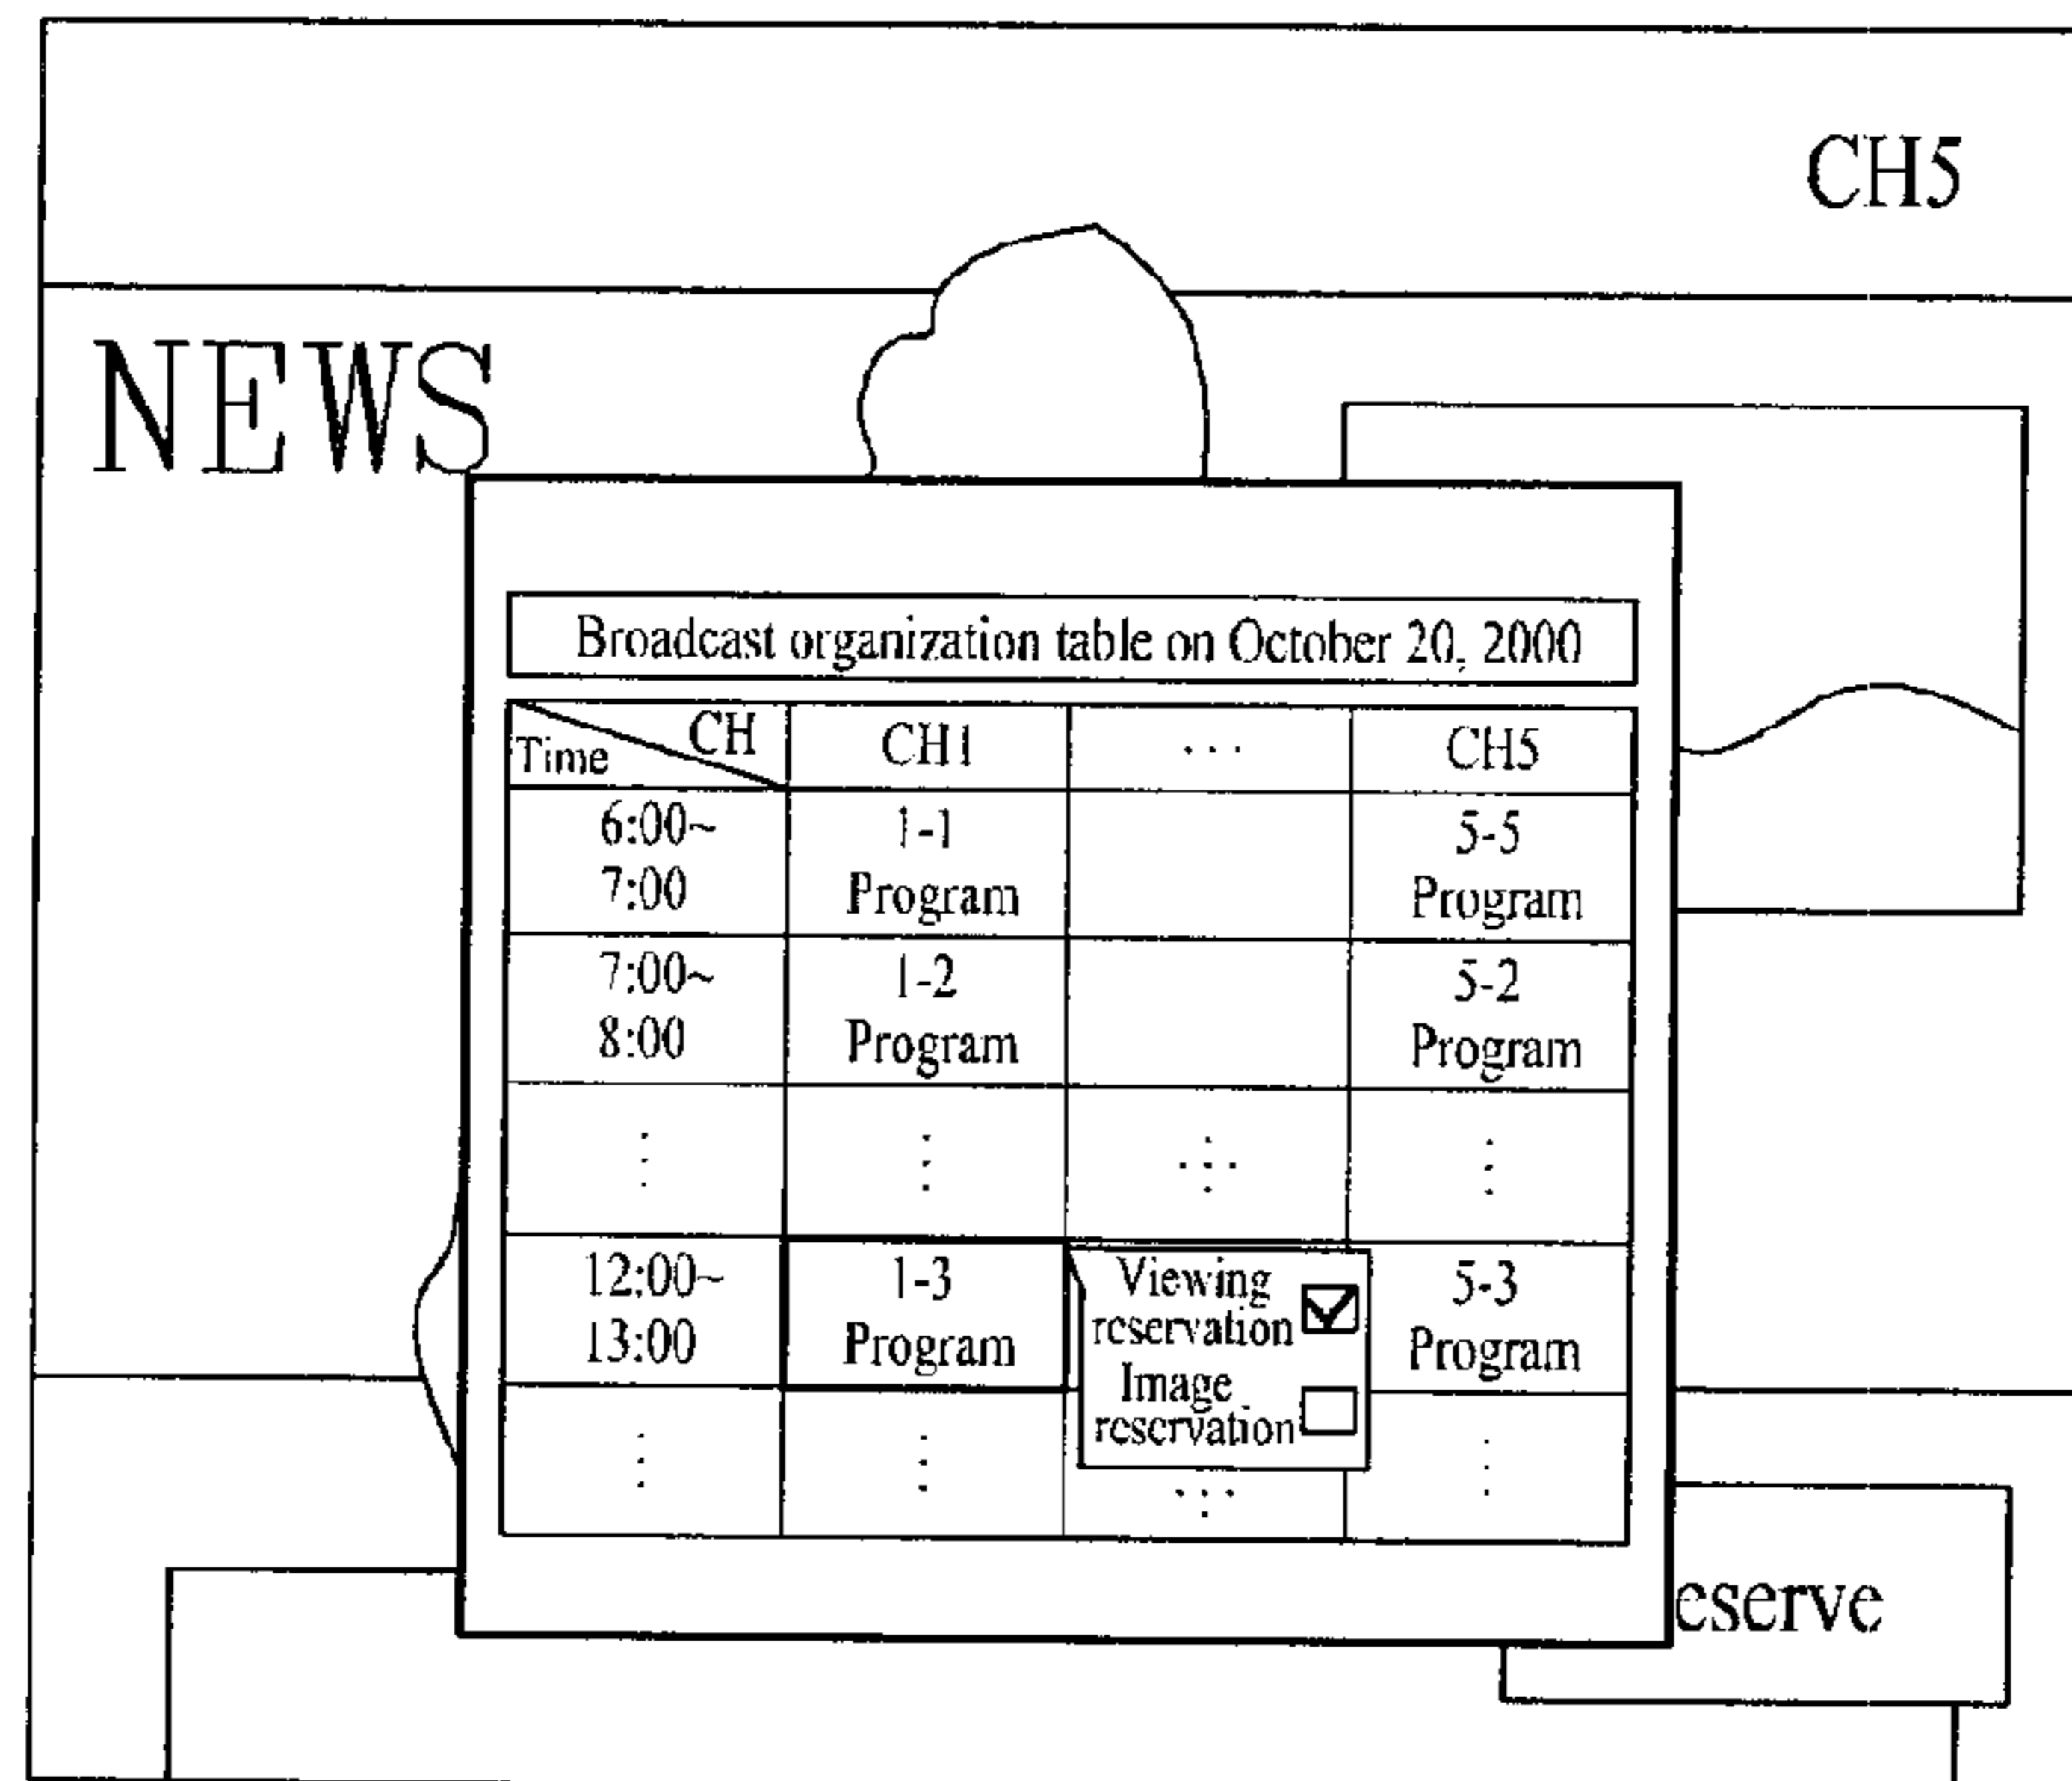 CH5
NEWS
Broadcast organization table on October 20, 2000
Time CH CH1 ... CH5
6:00~ 1-1 5-5
7:00 Program Program
7:00~ 1-2 5-2
8:00 Program Program
12:00~ 1-3 Viewing 5-3
13:00 Program reservation Program
Image
reservation
eserve